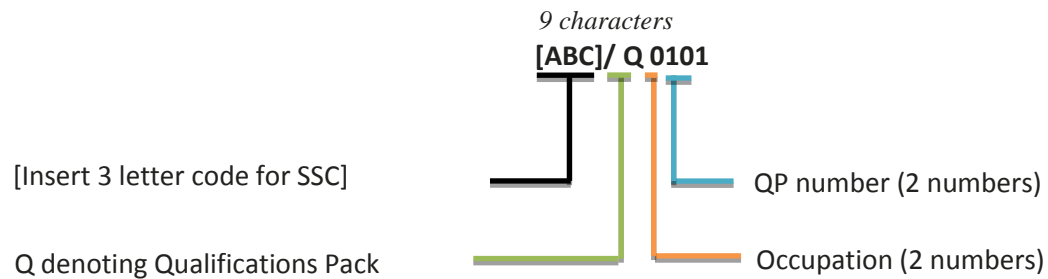 9 characters
[ABC]/ Q 0101
[Insert 3 letter code for SSC]
QP number (2 numbers)
Q denoting Qualifications Pack
Occupation (2 numbers)